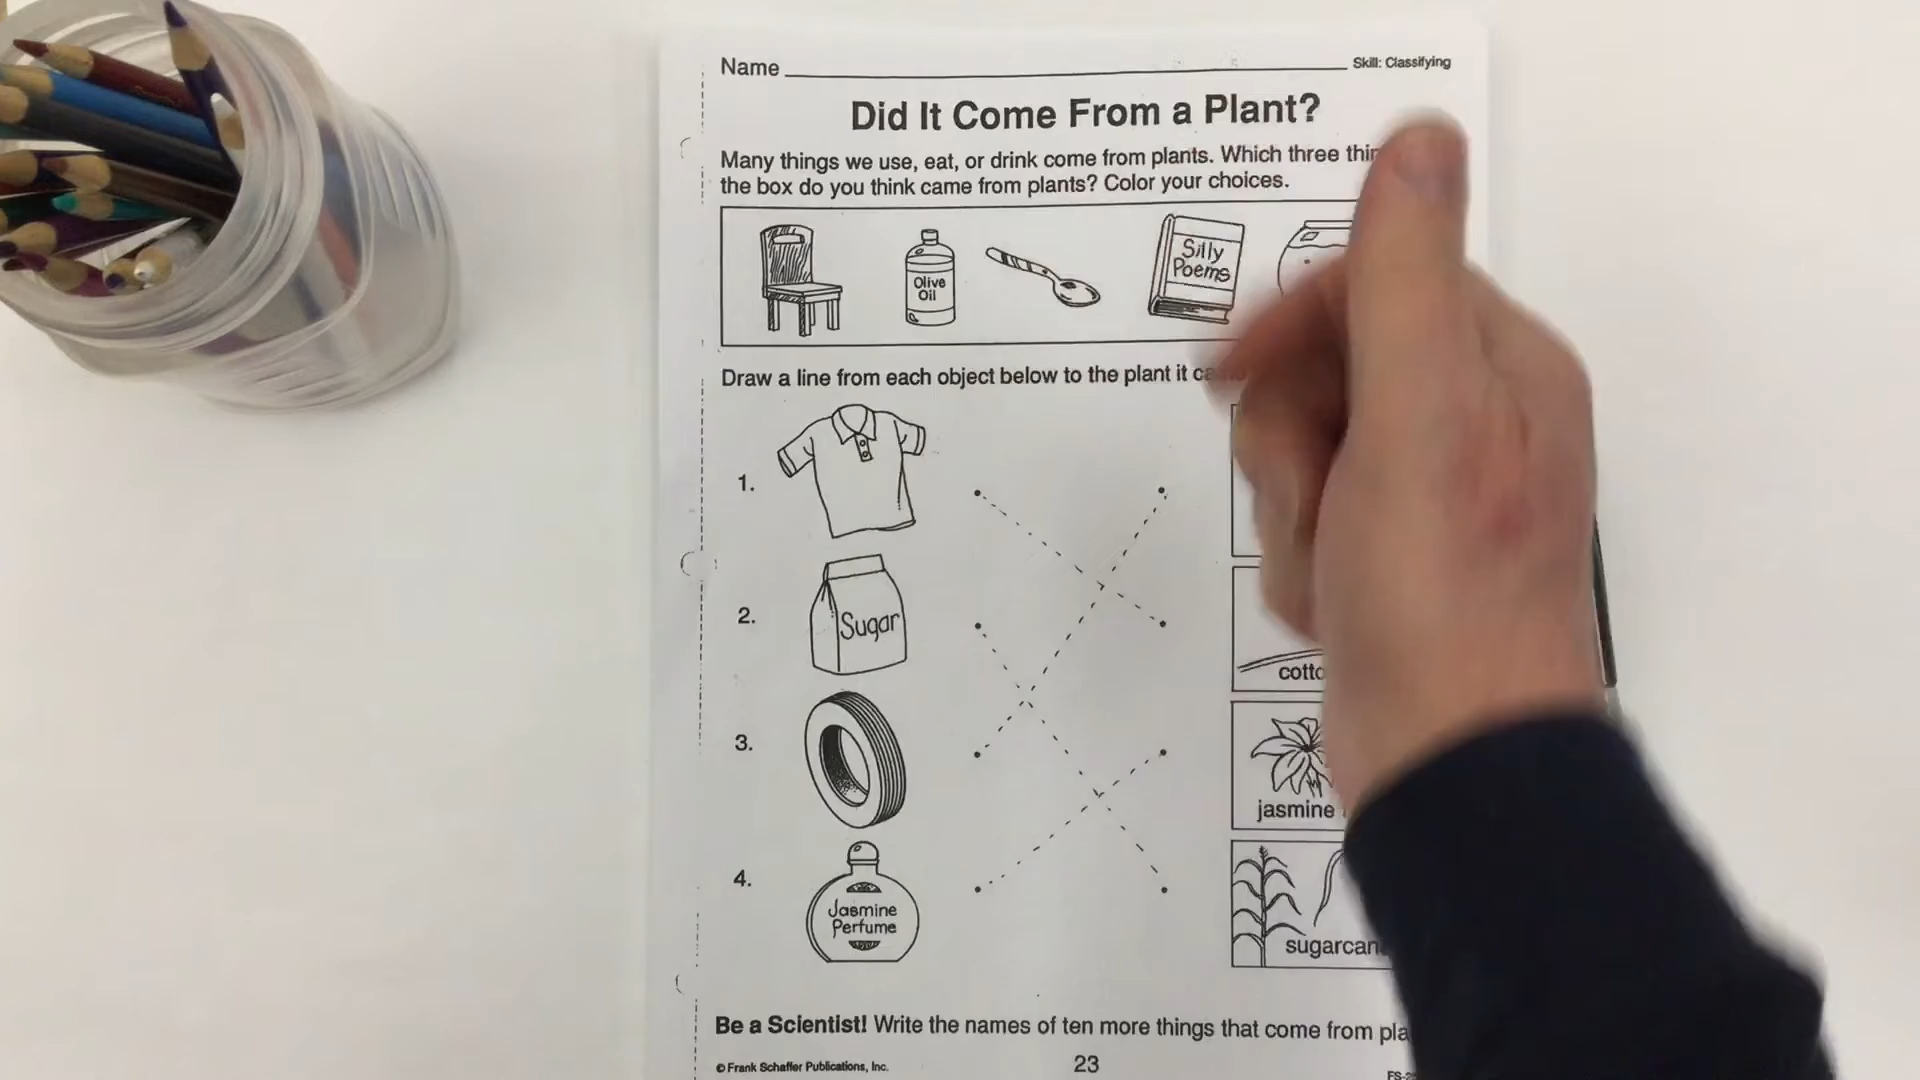 Name Skill: Classifying
Did It Come From a Plant?
Many things we use, eat, or drink come from plants. Which three
the box do you think came from plants? Color your choices.
Olive
Oil
Silly
Poems
Draw a line from each object below to the plant it
1.
2.
Sugar
3.
jasmine
4.
Jasmine
Perfume
Be a Scientist! Write the names of ten more things that come from
© Frank Schaffer Publications, Inc.
23